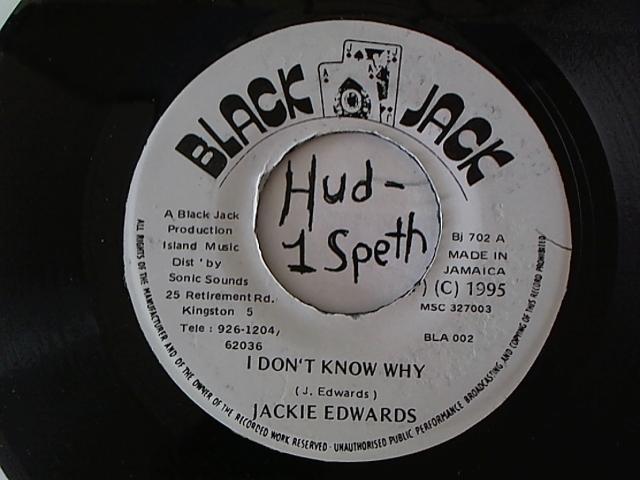 BLACK JACK
Hud-
1 Speth
A Black Jack
Production
Island Music
Dist ' by
Sonic Sounds
25 Retirement Rd.
Kingston 5
Tele : 926-1204/
62036
Bj 702 A
MADE IN
JAMAICA
P) (C) 1995
MSC 327003
BLA 002
I DON'T KNOW WHY
( J. Edwards )
JACKIE EDWARDS
ALL RIGHTS OF THE MANUFACTURER AND OF THE OWNER OF THE RECORDED WORK RESERVED - UNAUTHORISED PUBLIC PERFORMANCE BROADCASTING AND COPYING OF THIS RECORD PROHIBITED